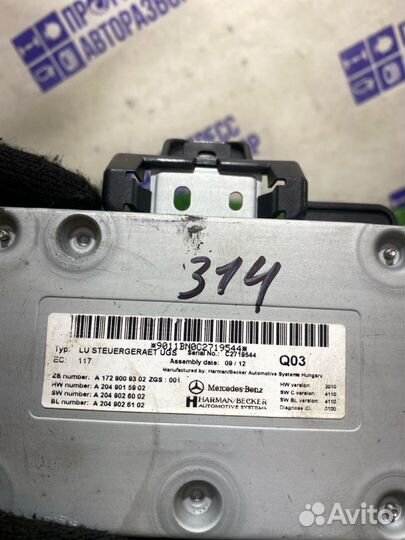 ПРОТ
АВТОРАЗБОР
ЕСС
314
*9011BN0C2719544*
Typ.: LU STEUERGERAET UGS Serial No.: C2719544
EC: 117 Assembly date: 09 / 12 Q03
Manufactured by: Harman/Becker Automotive Systems Hungary
ZB number: A 172 900 93 02 ZGS : 001
HW number: A 204 901 59 02
SW number: A 204 902 60 02
BL number: A 204 902 61 02
Mercedes-Benz
HARMAN/BECKER
AUTOMOTIVE SYSTEMS
HW version: 2010
SW C version: 4110
SW BL version: 4110
Diagnose ID: 0100
Avito